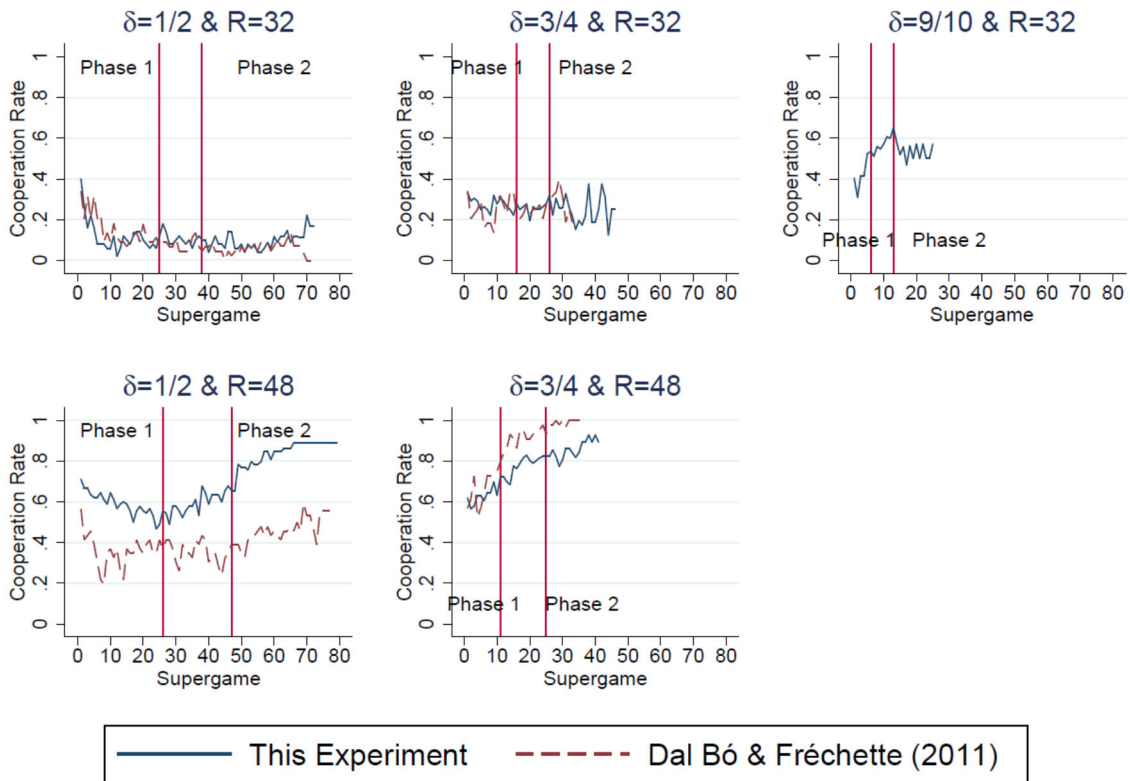 δ=1/2 & R=32
δ=3/4 & R=32
δ=9/10 & R=32
Cooperation Rate
0 .2 .4 .6 .8 1
Phase 1
Phase 2
0 10 20 30 40 50 60 70 80
Supergame
Cooperation Rate
0 .2 .4 .6 .8 1
Phase 1
Phase 2
0 10 20 30 40 50 60 70 80
Supergame
Cooperation Rate
0 .2 .4 .6 .8 1
Phase 1
Phase 2
0 10 20 30 40 50 60 70 80
Supergame
δ=1/2 & R=48
δ=3/4 & R=48
Cooperation Rate
0 .2 .4 .6 .8 1
Phase 1
Phase 2
0 10 20 30 40 50 60 70 80
Supergame
Cooperation Rate
0 .2 .4 .6 .8 1
Phase 1
Phase 2
0 10 20 30 40 50 60 70 80
Supergame
This Experiment
Dal Bó & Fréchette (2011)